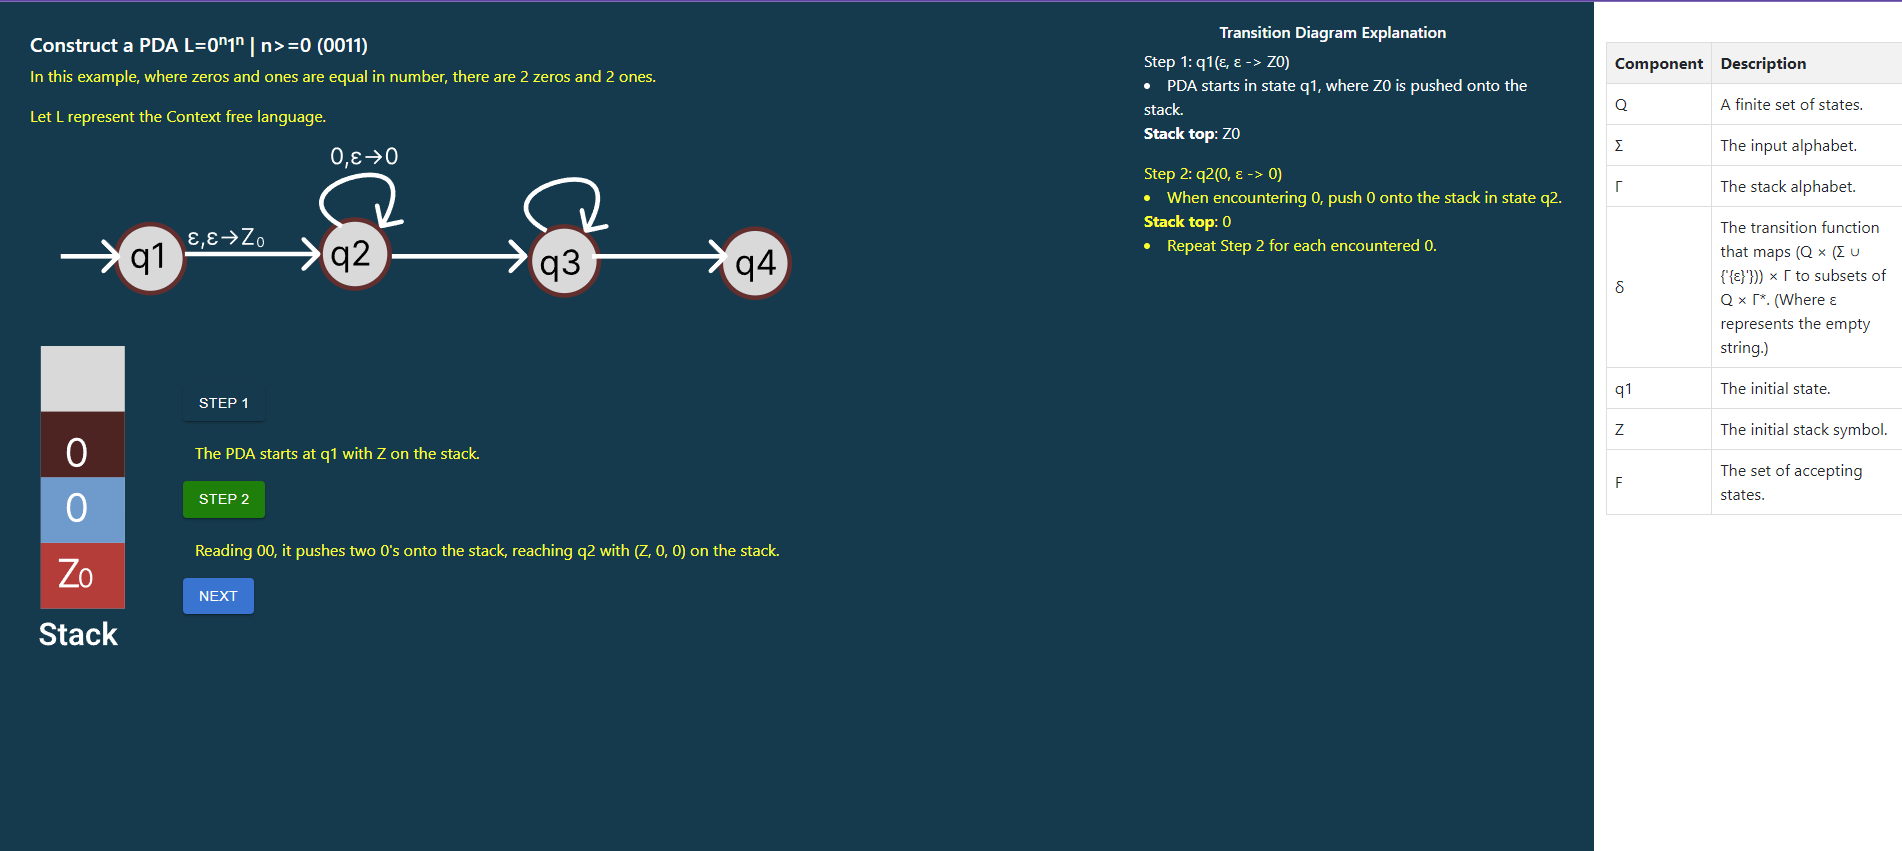 Construct a PDA L=0ⁿ1ⁿ | n>=0 (0011)
In this example, where zeros and ones are equal in number, there are 2 zeros and 2 ones.
Let L represent the Context free language.
0,ε→0
ε,ε→Z₀
q1
q2
q3
q4
0
0
Z₀
Stack
STEP 1
The PDA starts at q1 with Z on the stack.
STEP 2
Reading 00, it pushes two 0's onto the stack, reaching q2 with (Z, 0, 0) on the stack.
NEXT
Transition Diagram Explanation
Step 1: q1(ε, ε -> Z0)
• PDA starts in state q1, where Z0 is pushed onto the
stack.
Stack top: Z0
Step 2: q2(0, ε -> 0)
• When encountering 0, push 0 onto the stack in state q2.
Stack top: 0
• Repeat Step 2 for each encountered 0.
Component Description
Q A finite set of states.
Σ The input alphabet.
Γ The stack alphabet.
δ The transition function
that maps (Q × (Σ ∪
{'{ε}'})) × Γ to subsets of
Q × Γ*. (Where ε
represents the empty
string.)
q1 The initial state.
Z The initial stack symbol.
F The set of accepting
states.